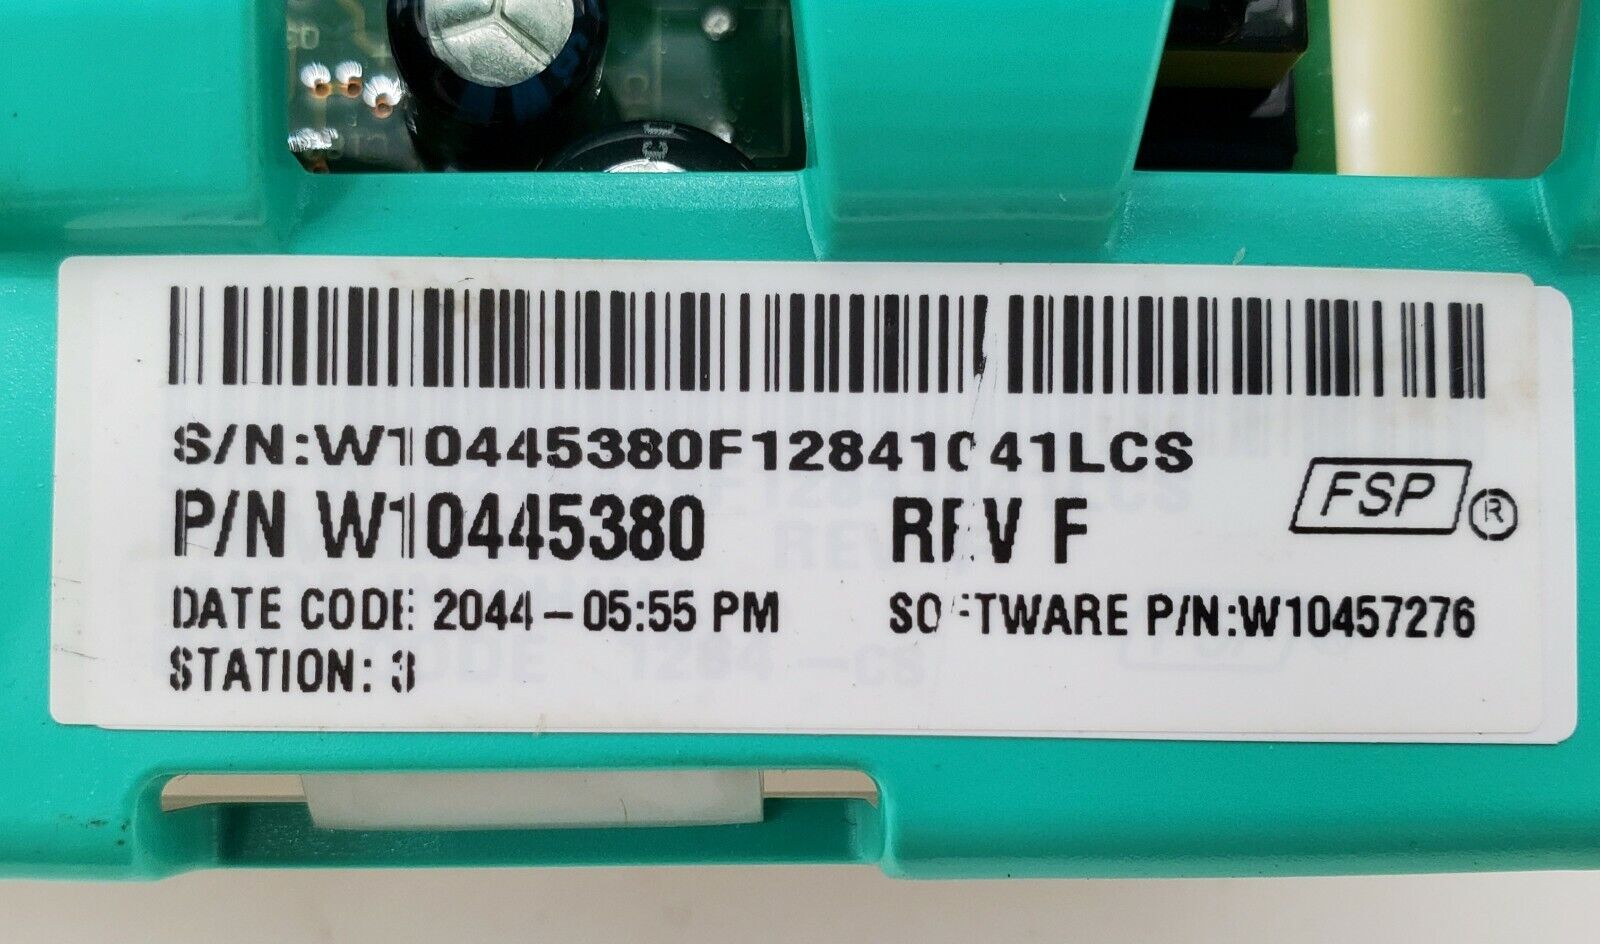 S/N:W10445380F12841041LCS
P/N W10445380 REV F
FSP®
DATE CODE 2044-05:55 PM SOFTWARE P/N:W10457276
STATION: 3